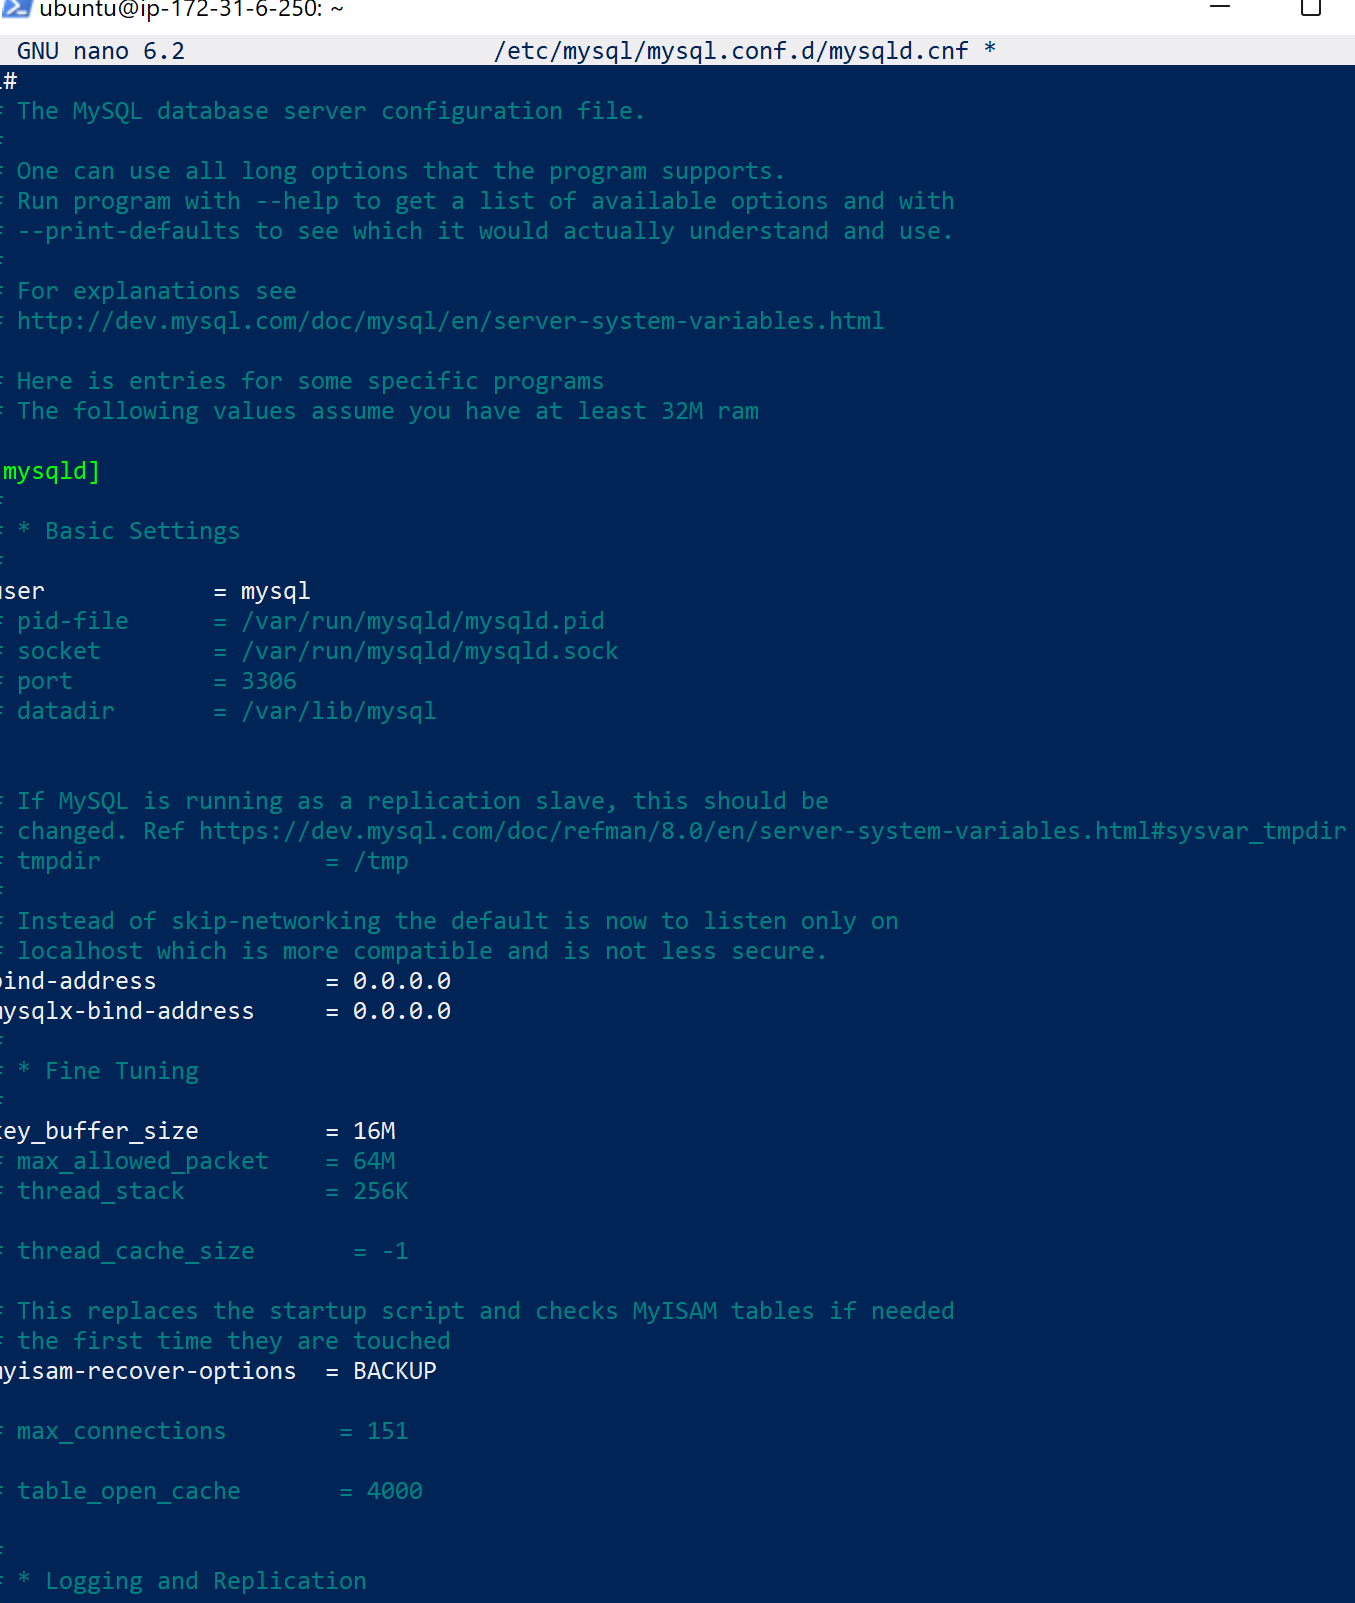 ubuntu@ip-172-31-6-250: ~
GNU nano 6.2 /etc/mysql/mysql.conf.d/mysqld.cnf *
#
# The MySQL database server configuration file.
#
# One can use all long options that the program supports.
# Run program with --help to get a list of available options and with
# --print-defaults to see which it would actually understand and use.
#
# For explanations see
# http://dev.mysql.com/doc/mysql/en/server-system-variables.html
# Here is entries for some specific programs
# The following values assume you have at least 32M ram
mysqld]
#
# * Basic Settings
#
user = mysql
# pid-file = /var/run/mysqld/mysqld.pid
# socket = /var/run/mysqld/mysqld.sock
# port = 3306
# datadir = /var/lib/mysql
# If MySQL is running as a replication slave, this should be
# changed. Ref https://dev.mysql.com/doc/refman/8.0/en/server-system-variables.html#sysvar_tmpdir
# tmpdir = /tmp
#
# Instead of skip-networking the default is now to listen only on
# localhost which is more compatible and is not less secure.
bind-address = 0.0.0.0
mysqlx-bind-address = 0.0.0.0
#
# * Fine Tuning
#
key_buffer_size = 16M
# max_allowed_packet = 64M
# thread_stack = 256K
# thread_cache_size = -1
# This replaces the startup script and checks MyISAM tables if needed
# the first time they are touched
myisam-recover-options = BACKUP
# max_connections = 151
# table_open_cache = 4000
#
# * Logging and Replication